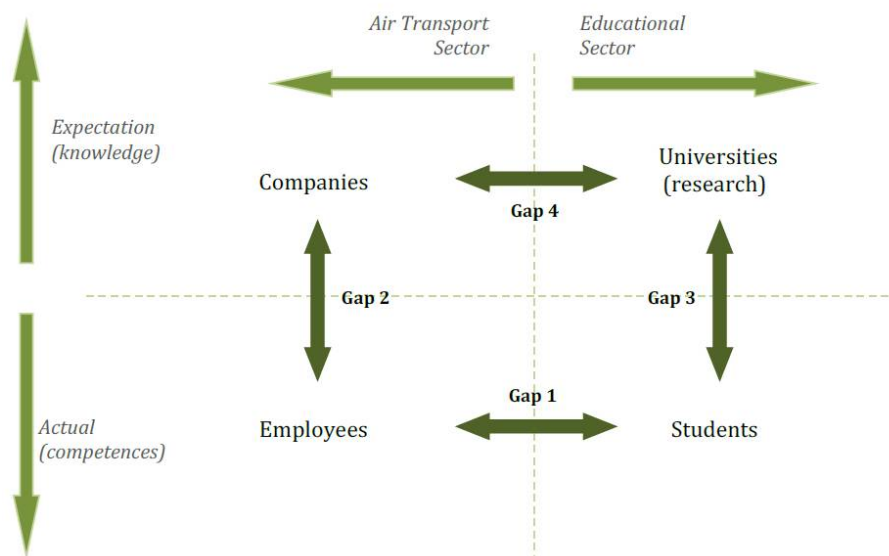 Air Transport
Sector
Educational
Sector
Expectation
(knowledge)
Companies
Universities
(research)
Gap 4
Gap 2
Gap 3
Gap 1
Actual
(competences)
Employees
Students